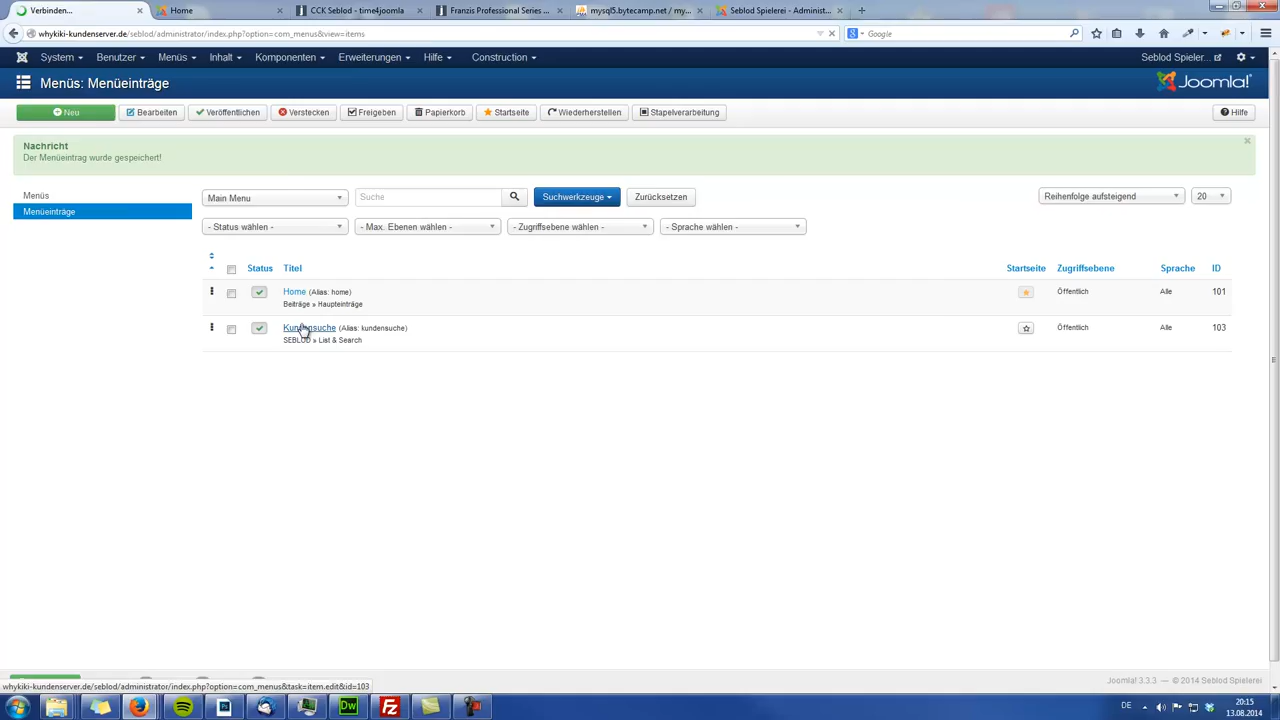 Verbinden...
Home
CCK Seblod - time4joomla
Franzis Professional Series ...
mysql5.bytecamp.net / my...
Seblod Spielerei - Administ...
whykiki-kundenserver.de/seblod/administrator/index.php?option=com_menus&view=items
Google
System
Benutzer
Menüs
Inhalt
Komponenten
Erweiterungen
Hilfe
Construction
Seblod Spieler...
Menüs: Menüeinträge
Joomla!
Neu
Bearbeiten
Veröffentlichen
Verstecken
Freigeben
Papierkorb
Startseite
Wiederherstellen
Stapelverarbeitung
Hilfe
Nachricht
Der Menüeintrag wurde gespeichert!
Menüs
Menüeinträge
Main Menu
Suche
Suchwerkzeuge
Zurücksetzen
Reihenfolge aufsteigend
20
- Status wählen -
- Max. Ebenen wählen -
- Zugriffsebene wählen -
- Sprache wählen -
Status
Titel
Startseite
Zugriffsebene
Sprache
ID
Home (Alias: home)
Beiträge » Haupteinträge
Öffentlich
Alle
101
Kundensuche (Alias: kundensuche)
SEBLOD » List & Search
Öffentlich
Alle
103
Joomla! 3.3.3 — © 2014 Seblod Spielerei
whykiki-kundenserver.de/seblod/administrator/index.php?option=com_menus&task=item.edit&id=103
DE
20:15
13.08.2014